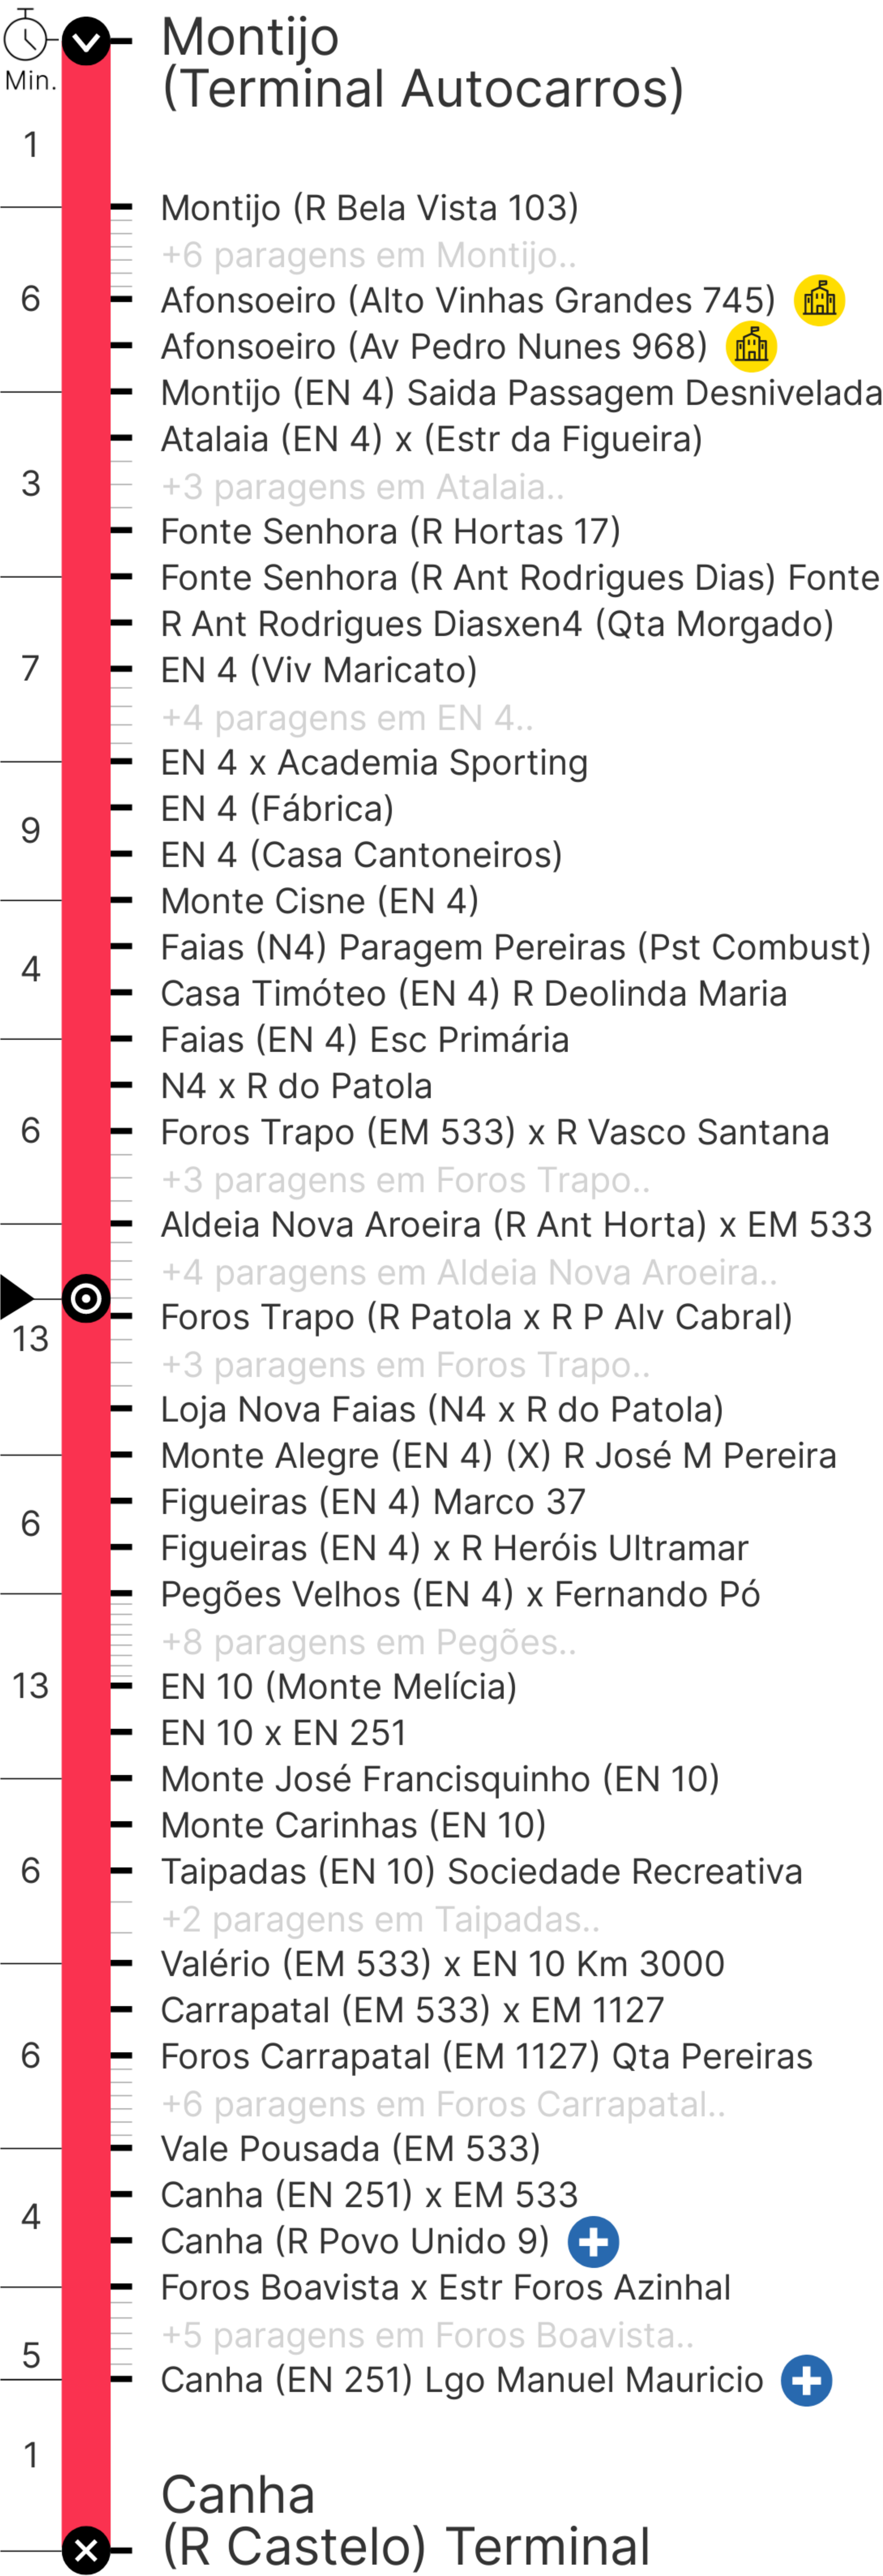 Montijo
Min.
(Terminal Autocarros)
1
Montijo (R Bela Vista 103)
+6 paragens em Montijo..
6
Afonsoeiro (Alto Vinhas Grandes 745)
Afonsoeiro (Av Pedro Nunes 968)
Montijo (EN 4) Saida Passagem Desnivelada
Atalaia (EN 4) x (Estr da Figueira)
3
+3 paragens em Atalaia..
Fonte Senhora (R Hortas 17)
Fonte Senhora (R Ant Rodrigues Dias) Fonte
R Ant Rodrigues Diasxen4 (Qta Morgado)
7
EN 4 (Viv Maricato)
+4 paragens em EN 4..
EN 4 x Academia Sporting
EN 4 (Fábrica)
9
EN 4 (Casa Cantoneiros)
Monte Cisne (EN 4)
Faias (N4) Paragem Pereiras (Pst Combust)
4
Casa Timóteo (EN 4) R Deolinda Maria
Faias (EN 4) Esc Primária
N4 x R do Patola
6
Foros Trapo (EM 533) x R Vasco Santana
+3 paragens em Foros Trapo..
Aldeia Nova Aroeira (R Ant Horta) x EM 533
+4 paragens em Aldeia Nova Aroeira..
Foros Trapo (R Patola x R P Alv Cabral)
13
+3 paragens em Foros Trapo..
Loja Nova Faias (N4 x R do Patola)
Monte Alegre (EN 4) (X) R José M Pereira
Figueiras (EN 4) Marco 37
6
Figueiras (EN 4) x R Heróis Ultramar
Pegões Velhos (EN 4) x Fernando Pó
+8 paragens em Pegões..
13
EN 10 (Monte Melícia)
EN 10 x EN 251
Monte José Francisquinho (EN 10)
Monte Carinhas (EN 10)
6
Taipadas (EN 10) Sociedade Recreativa
+2 paragens em Taipadas..
Valério (EM 533) x EN 10 Km 3000
Carrapatal (EM 533) x EM 1127
6
Foros Carrapatal (EM 1127) Qta Pereiras
+6 paragens em Foros Carrapatal..
Vale Pousada (EM 533)
Canha (EN 251) x EM 533
4
Canha (R Povo Unido 9)
Foros Boavista x Estr Foros Azinhal
+5 paragens em Foros Boavista..
5
Canha (EN 251) Lgo Manuel Mauricio
1
Canha
(R Castelo) Terminal